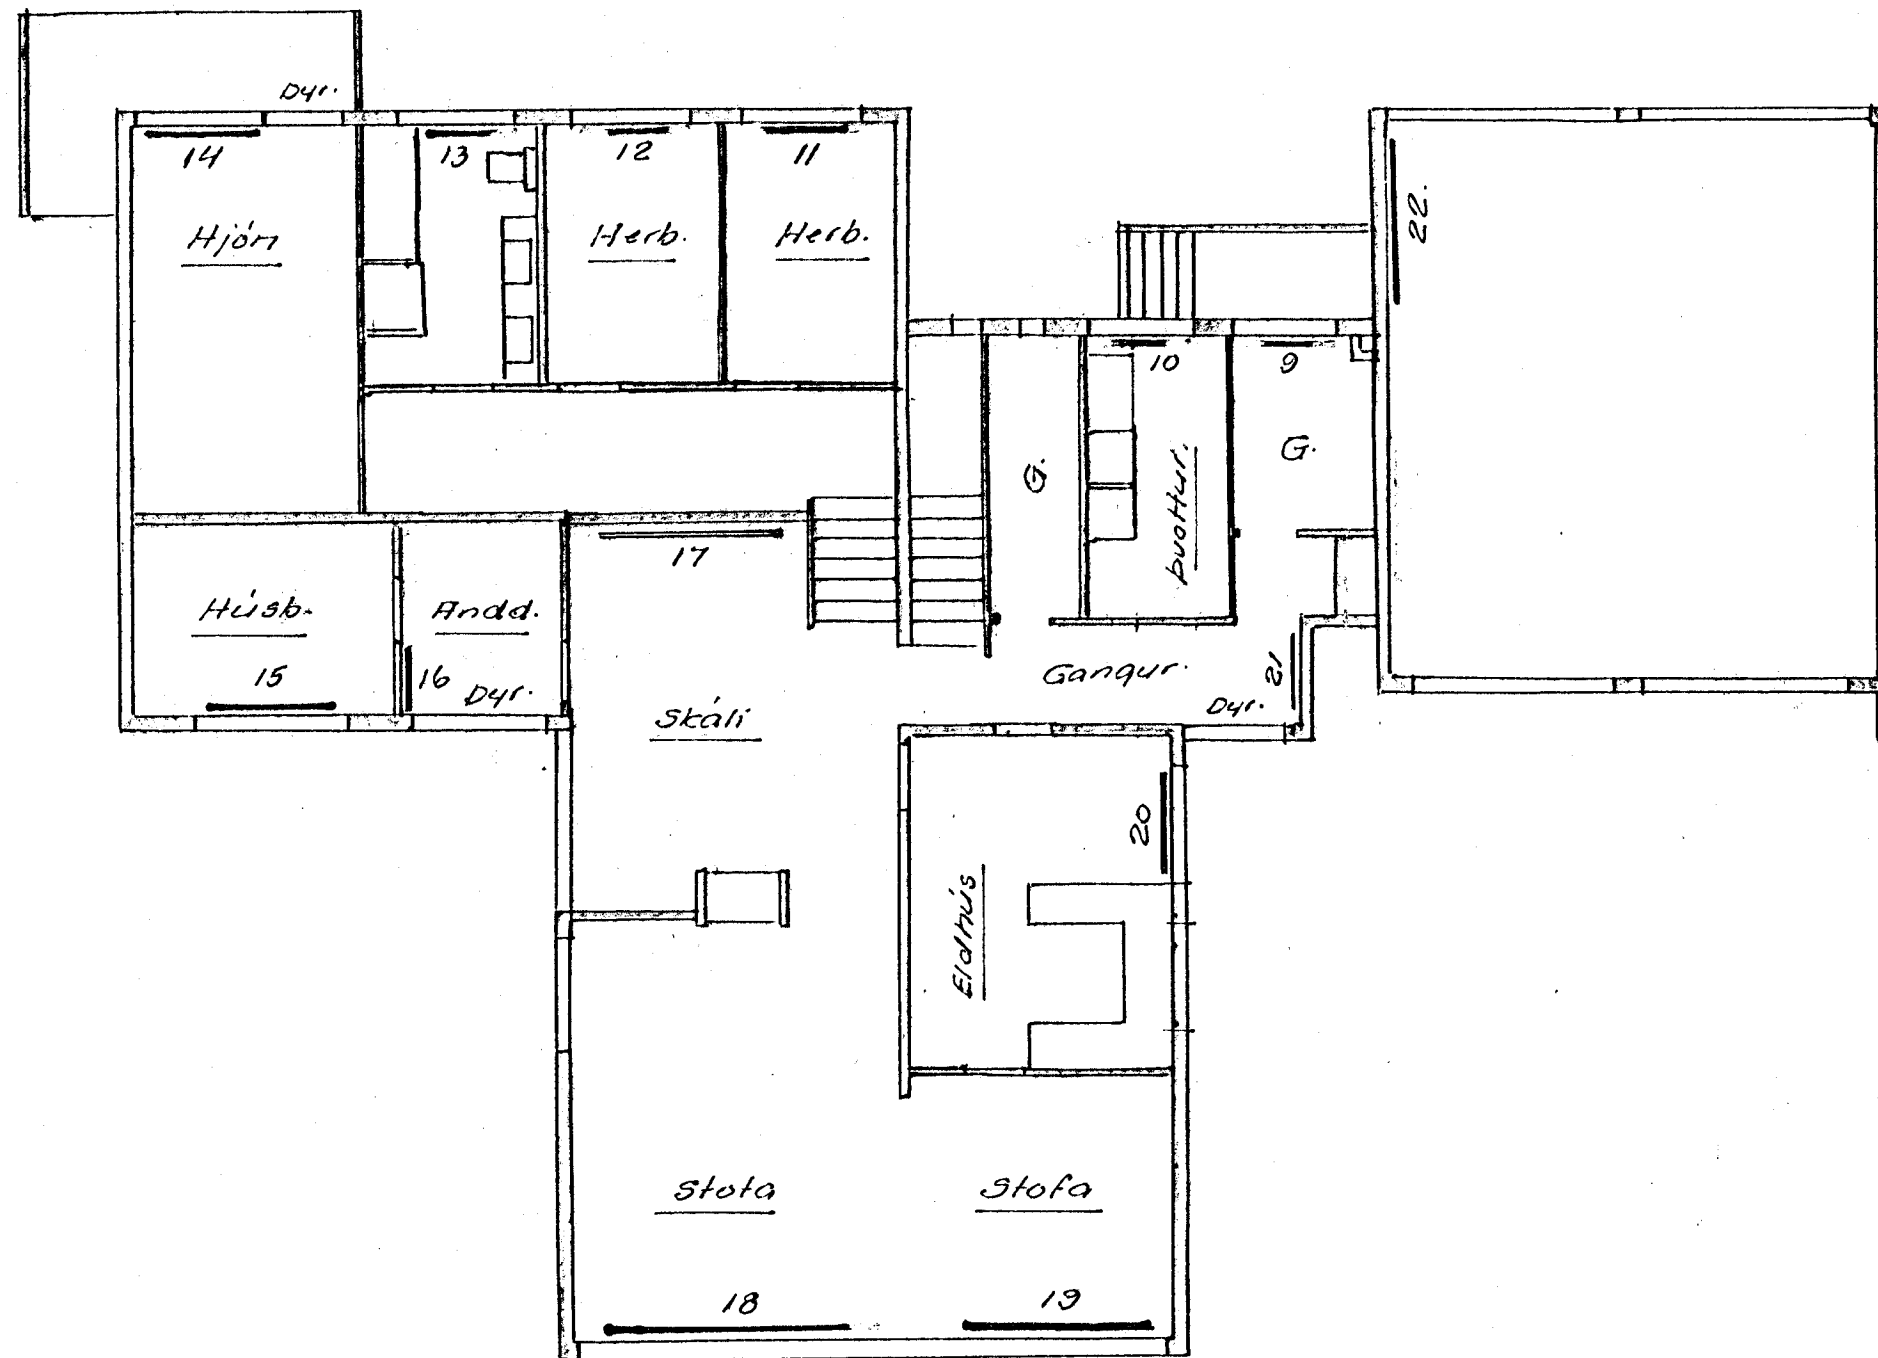 Dyr.
14
13
12
11
Hjón
Herb.
Herb.
22.
10
9
G.
G.
Þvottur.
17
Húsb.
Andd.
15
16
Dyr.
Skáli
Gangur.
21
Dyr.
20
Eldhús
Stofa
Stofa
18
19